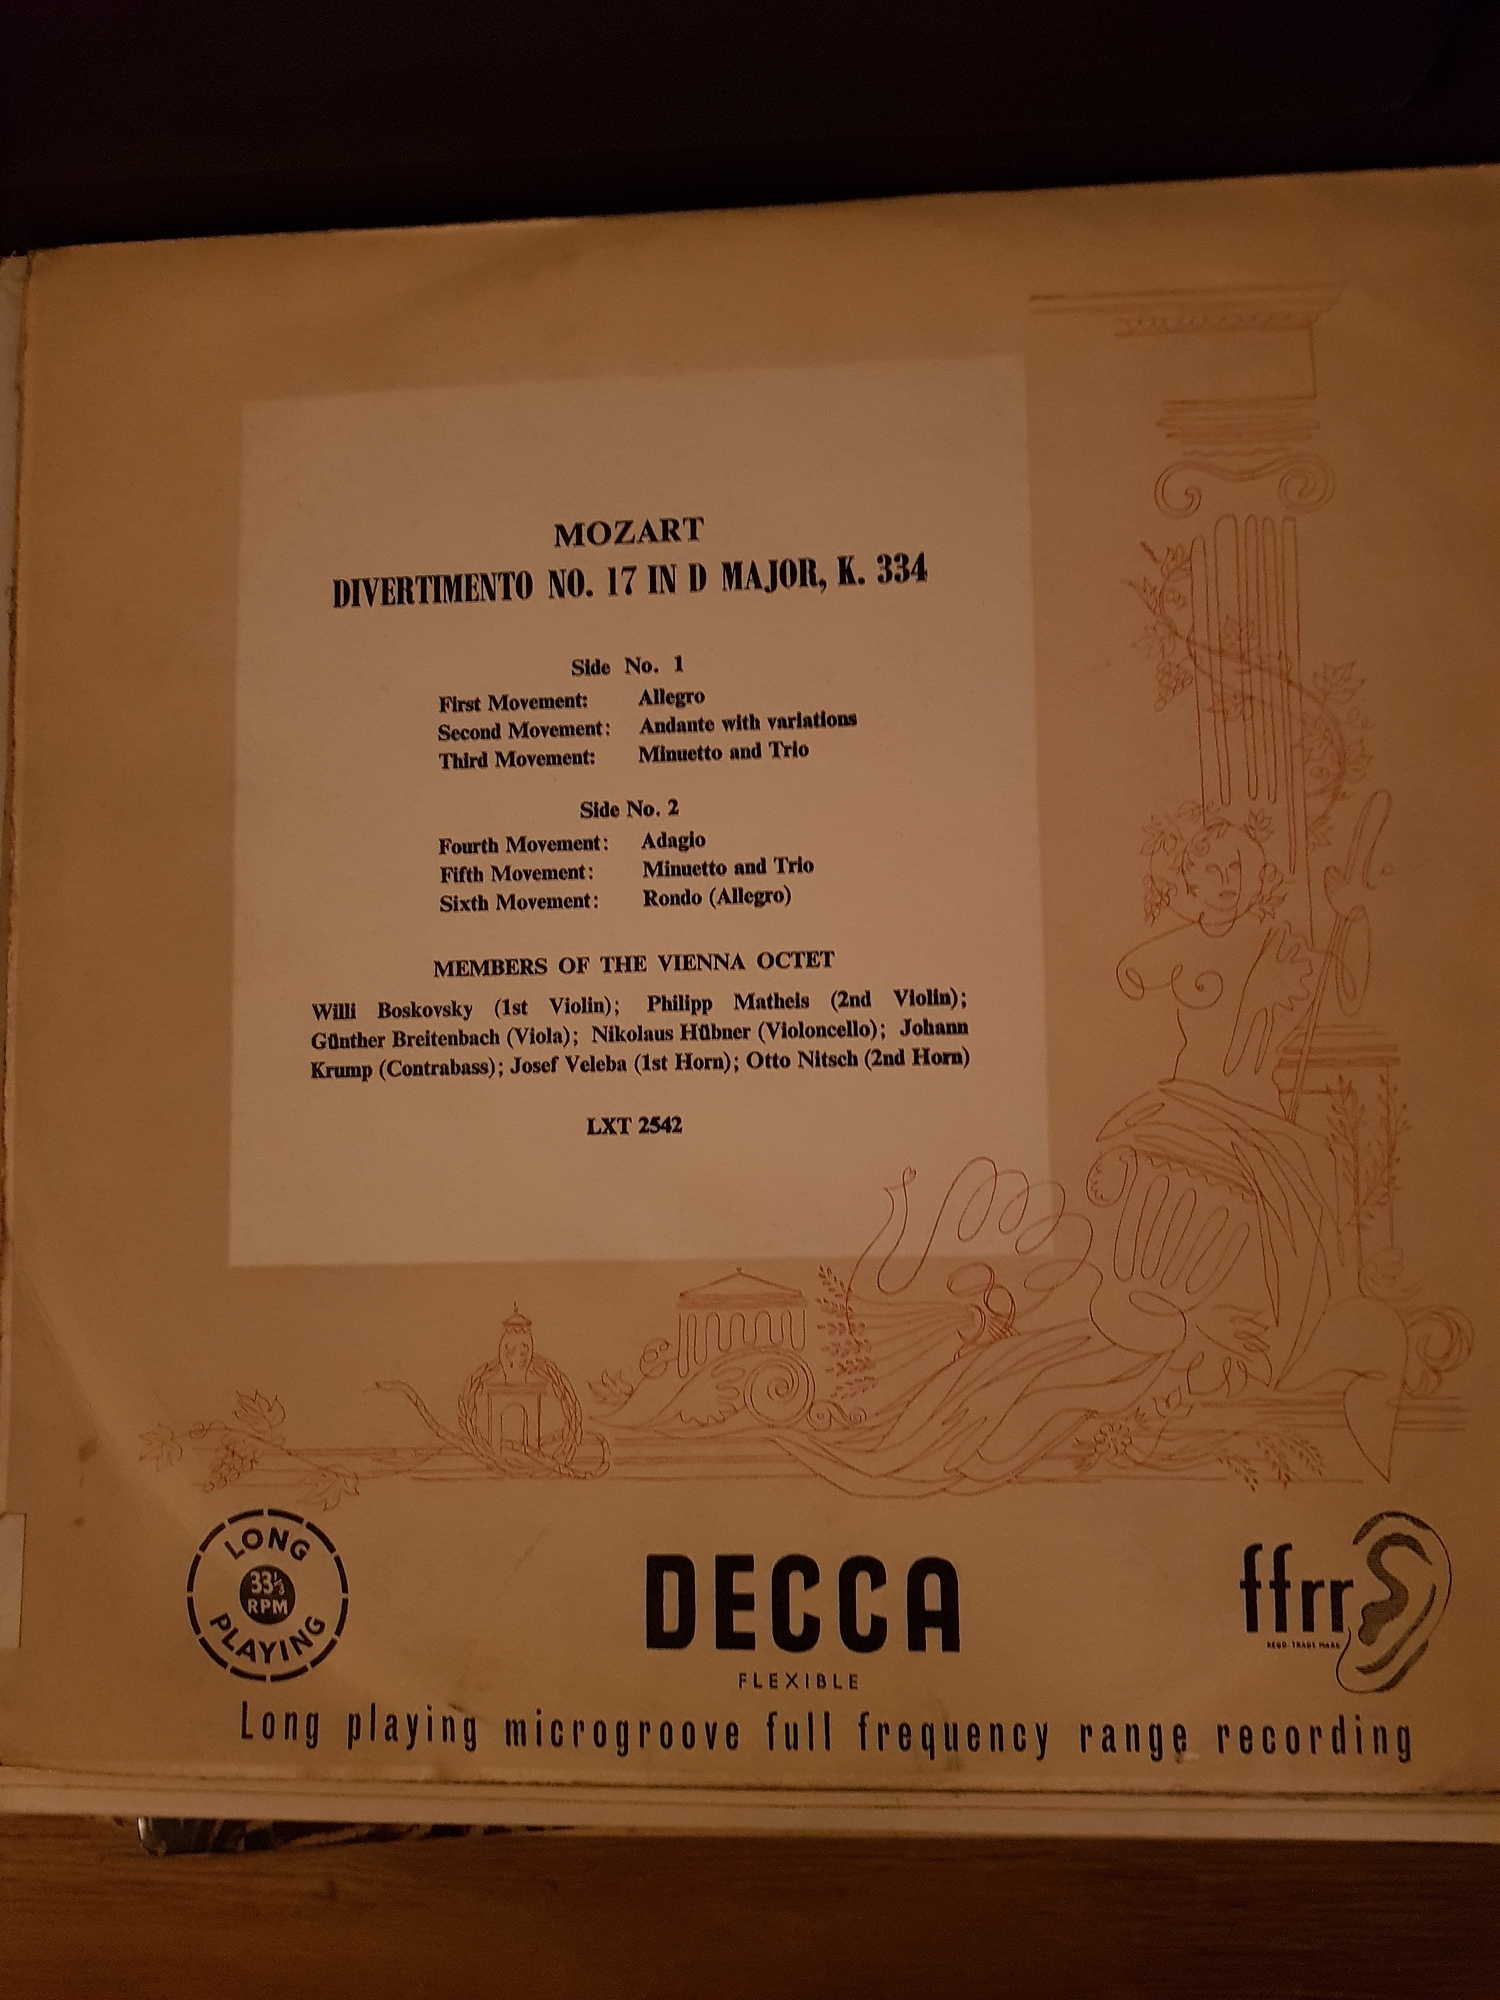 MOZART
DIVERTIMENTO NO. 17 IN D MAJOR, K. 334
Side No. 1
First Movement: Allegro
Second Movement: Andante with variations
Third Movement: Minuetto and Trio
Side No. 2
Fourth Movement: Adagio
Fifth Movement: Minuetto and Trio
Sixth Movement: Rondo (Allegro)
MEMBERS OF THE VIENNA OCTET
Willi Boskovsky (1st Violin); Philipp Matheis (2nd Violin);
Günther Breitenbach (Viola); Nikolaus Hübner (Violoncello); Johann
Krump (Contrabass); Josef Veleba (1st Horn); Otto Nitsch (2nd Horn)
LXT 2542
LONG
33⅓
RPM
PLAYING
DECCA
FLEXIBLE
ffrr
REGD. TRADE MARK
Long playing microgroove full frequency range recording